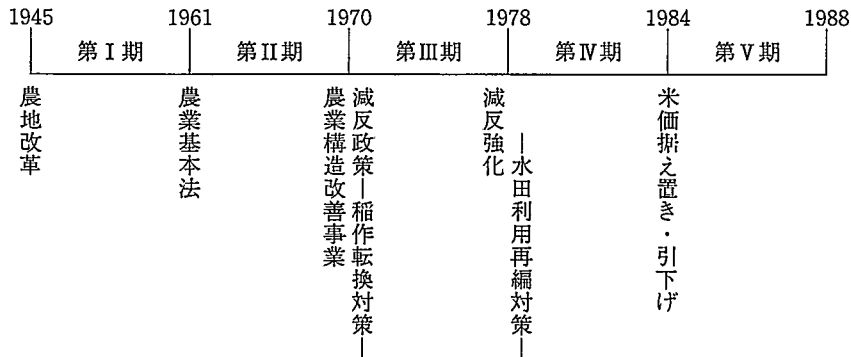 1945 1961 1970 1978 1984 1988
第Ⅰ期 第Ⅱ期 第Ⅲ期 第Ⅳ期 第Ⅴ期
農地改革
農業基本法
農業構造改善事業
減反政策―稲作転換対策―
減反強化
―水田利用再編対策―
米価据え置き・引下げ